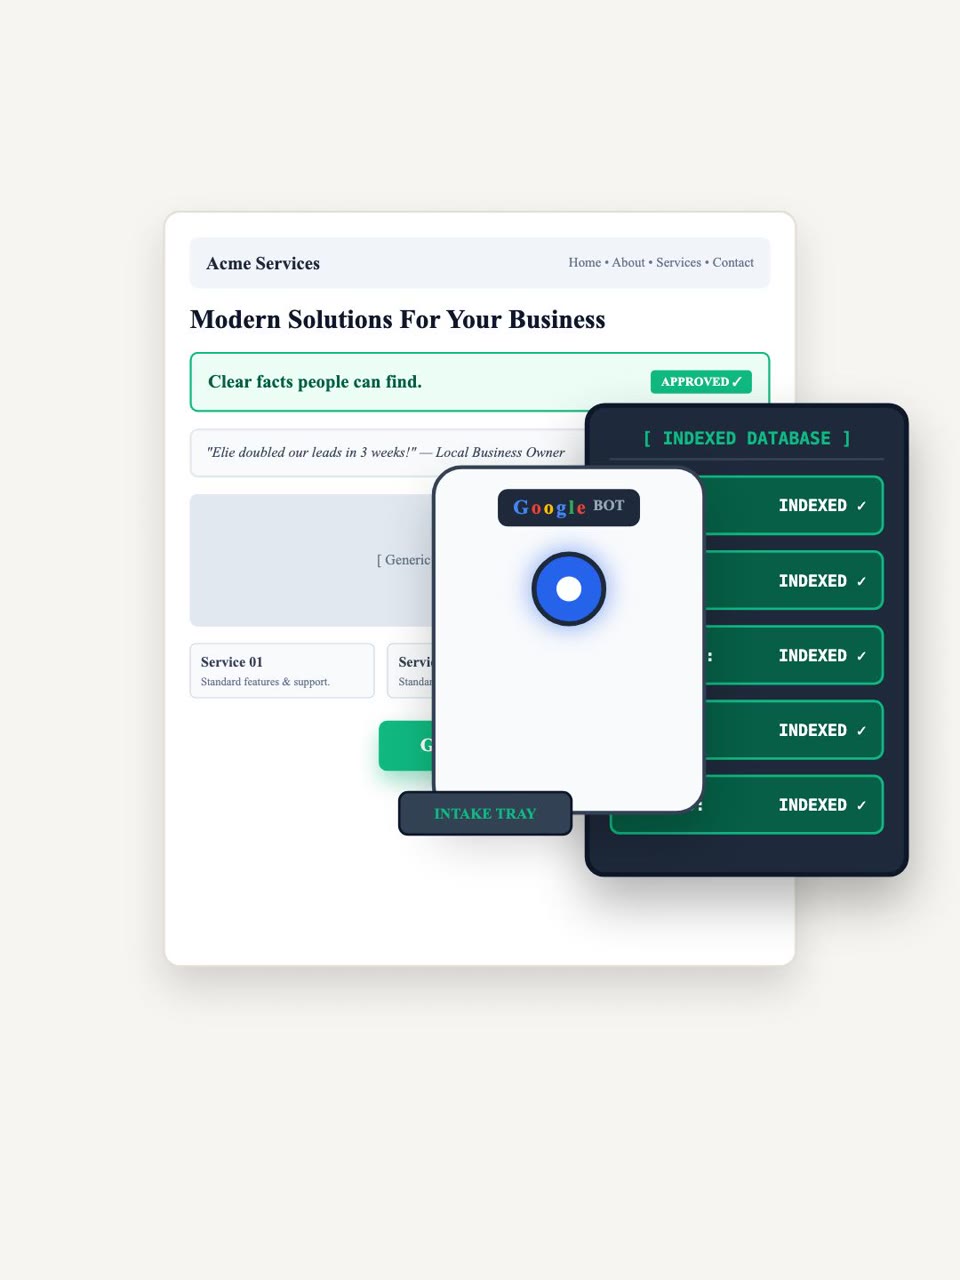 Acme Services
Home • About • Services • Contact
Modern Solutions For Your Business
Clear facts people can find.
APPROVED ✓
"Elie doubled our leads in 3 weeks!" — Local Business Owner
[ Generic
Service 01
Standard features & support.
INTAKE TRAY
Google BOT
[ INDEXED DATABASE ]
INDEXED ✓
INDEXED ✓
: INDEXED ✓
INDEXED ✓
: INDEXED ✓